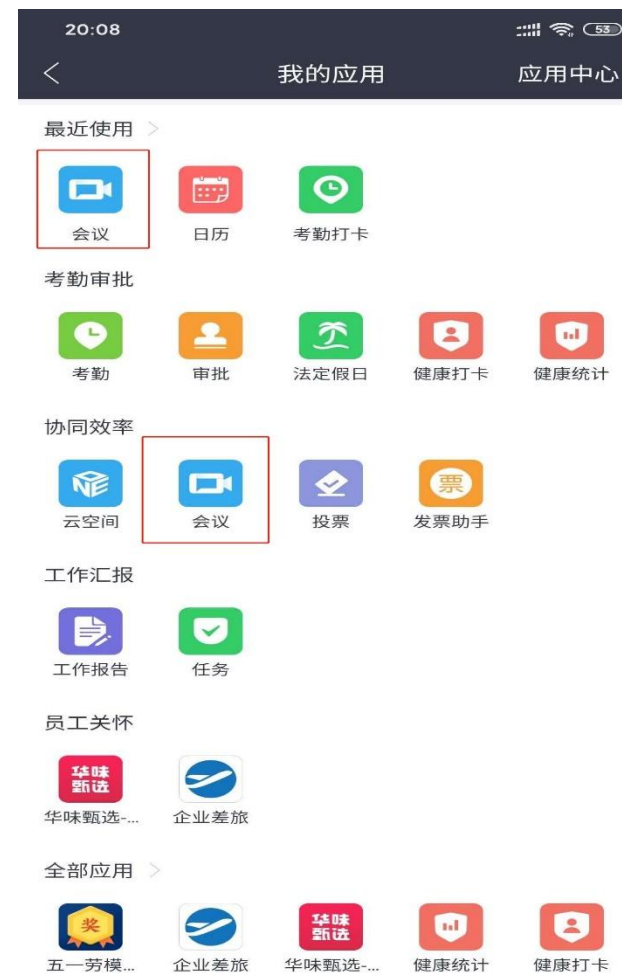 20:08
53
我的应用
应用中心
最近使用
会议 日历 考勤打卡
考勤审批
考勤 审批 法定假日 健康打卡 健康统计
协同效率
NE 票
云空间 会议 投票 发票助手
工作汇报
工作报告 任务
员工关怀
华味
甄选
华味甄选-... 企业差旅
全部应用
奖 华味
甄选
五一劳模... 企业差旅 华味甄选-... 健康统计 健康打卡